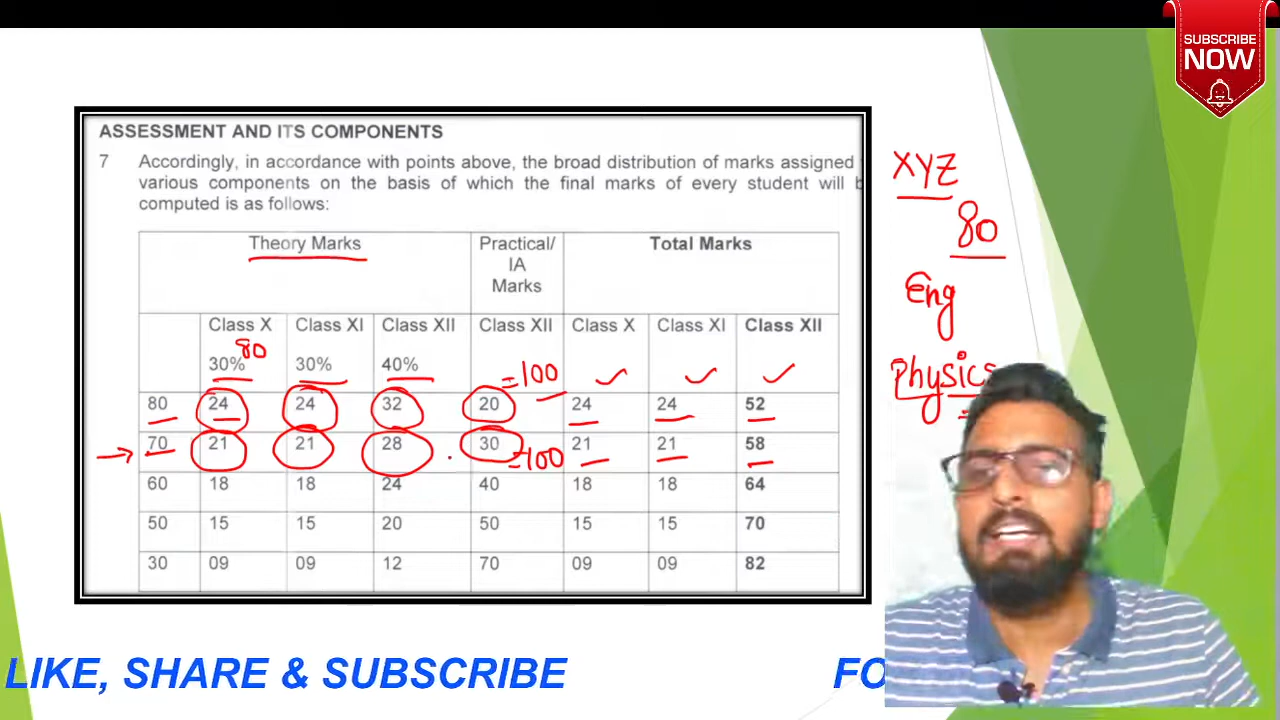 SUBSCRIBE
NOW
ASSESSMENT AND ITS COMPONENTS
7 Accordingly, in accordance with points above, the broad distribution of marks assigned
various components on the basis of which the final marks of every student will
computed is as follows:
Theory Marks Practical/ IA Marks Total Marks
Class X 30% Class XI 30% Class XII 40% Class XII Class X Class XI Class XII
80
=100
80 24 24 32 20 24 24 52
70 21 21 28 30 21 21 58
=100
60 18 18 24 40 18 18 64
50 15 15 20 50 15 15 70
30 09 09 12 70 09 09 82
XYZ
80
Eng
Physics
LIKE, SHARE & SUBSCRIBE FO